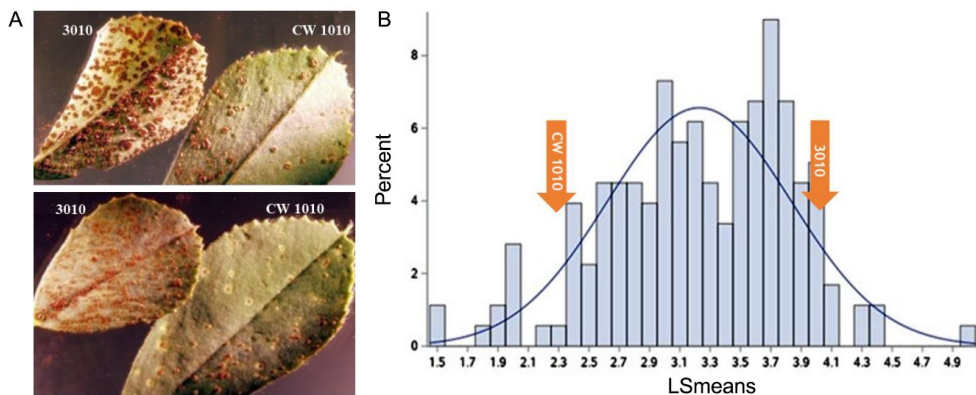 A
3010
CW 1010
3010
CW 1010
B
Percent
8
6
4
2
0
CW 1010
3010
1.5 1.7 1.9 2.1 2.3 2.5 2.7 2.9 3.1 3.3 3.5 3.7 3.9 4.1 4.3 4.5 4.7 4.9
LSmeans